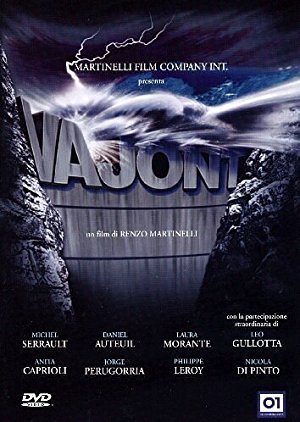 MARTINELLI FILM COMPANY INT.
presenta
VAJONT
un film di RENZO MARTINELLI
con la partecipazione
straordinaria di
MICHEL
SERRAULT
DANIEL
AUTEUIL
LAURA
MORANTE
LEO
GULLOTTA
ANITA
CAPRIOLI
JORGE
PERUGORRIA
PHILIPPE
LEROY
NICOLA
DI PINTO
DVD
VIDEO
01